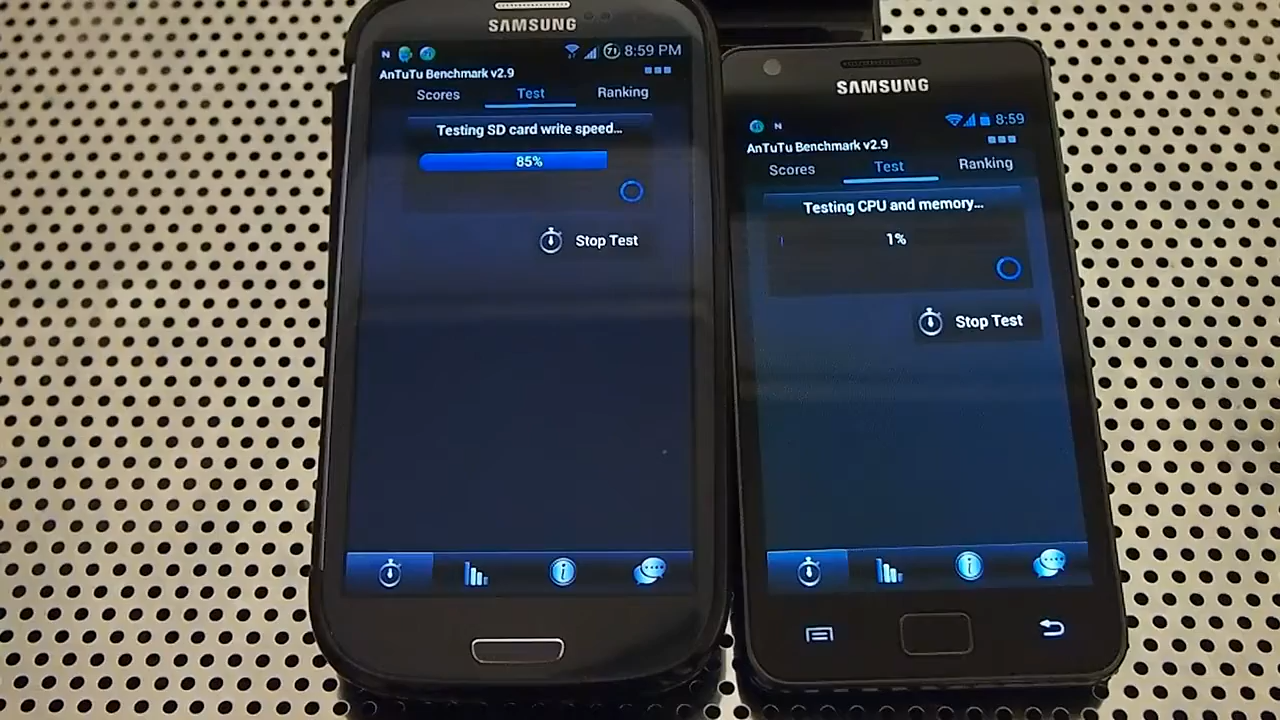 SAMSUNG
N 71 8:59 PM
AnTuTu Benchmark v2.9
Scores Test Ranking
Testing SD card write speed...
85%
Stop Test
SAMSUNG
N 8:59
AnTuTu Benchmark v2.9
Scores Test Ranking
Testing CPU and memory...
1%
Stop Test